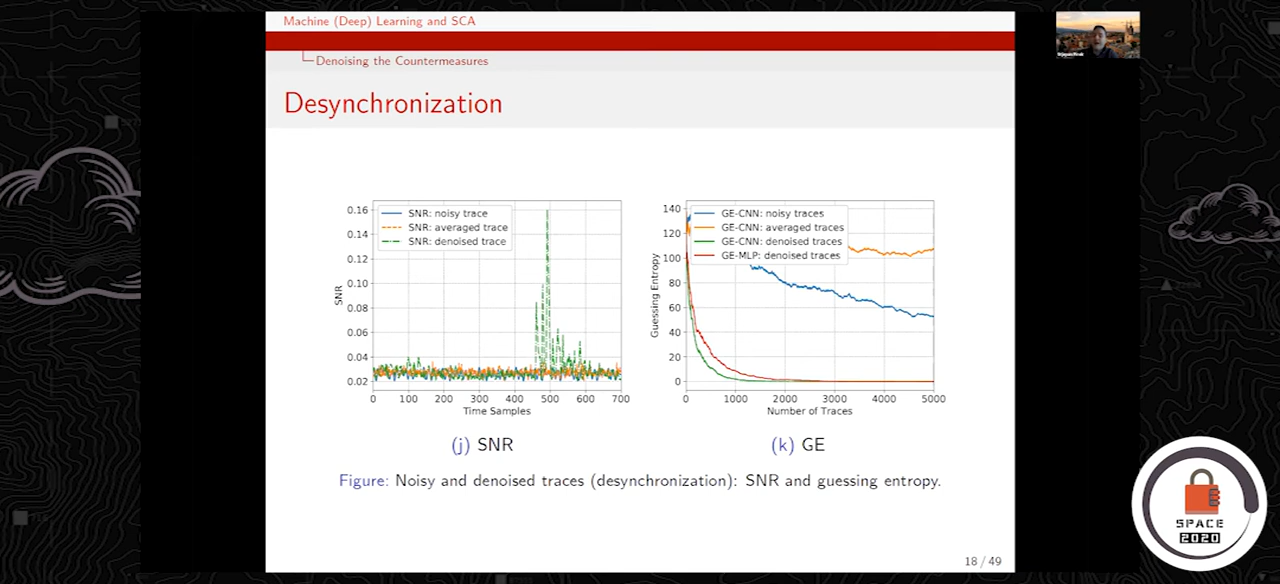 Machine (Deep) Learning and SCA
Denoising the Countermeasures
Desynchronization
SNR: noisy trace
SNR: averaged trace
SNR: denoised trace
0.16
0.14
0.12
0.10
0.08
0.06
0.04
0.02
SNR
0 100 200 300 400 500 600 700
Time Samples
(j) SNR
GE-CNN: noisy traces
GE-CNN: averaged traces
GE-CNN: denoised traces
GE-MLP: denoised traces
140
120
100
80
60
40
20
0
Guessing Entropy
0 1000 2000 3000 4000 5000
Number of Traces
(k) GE
Figure: Noisy and denoised traces (desynchronization): SNR and guessing entropy.
18 / 49
SPACE
2020